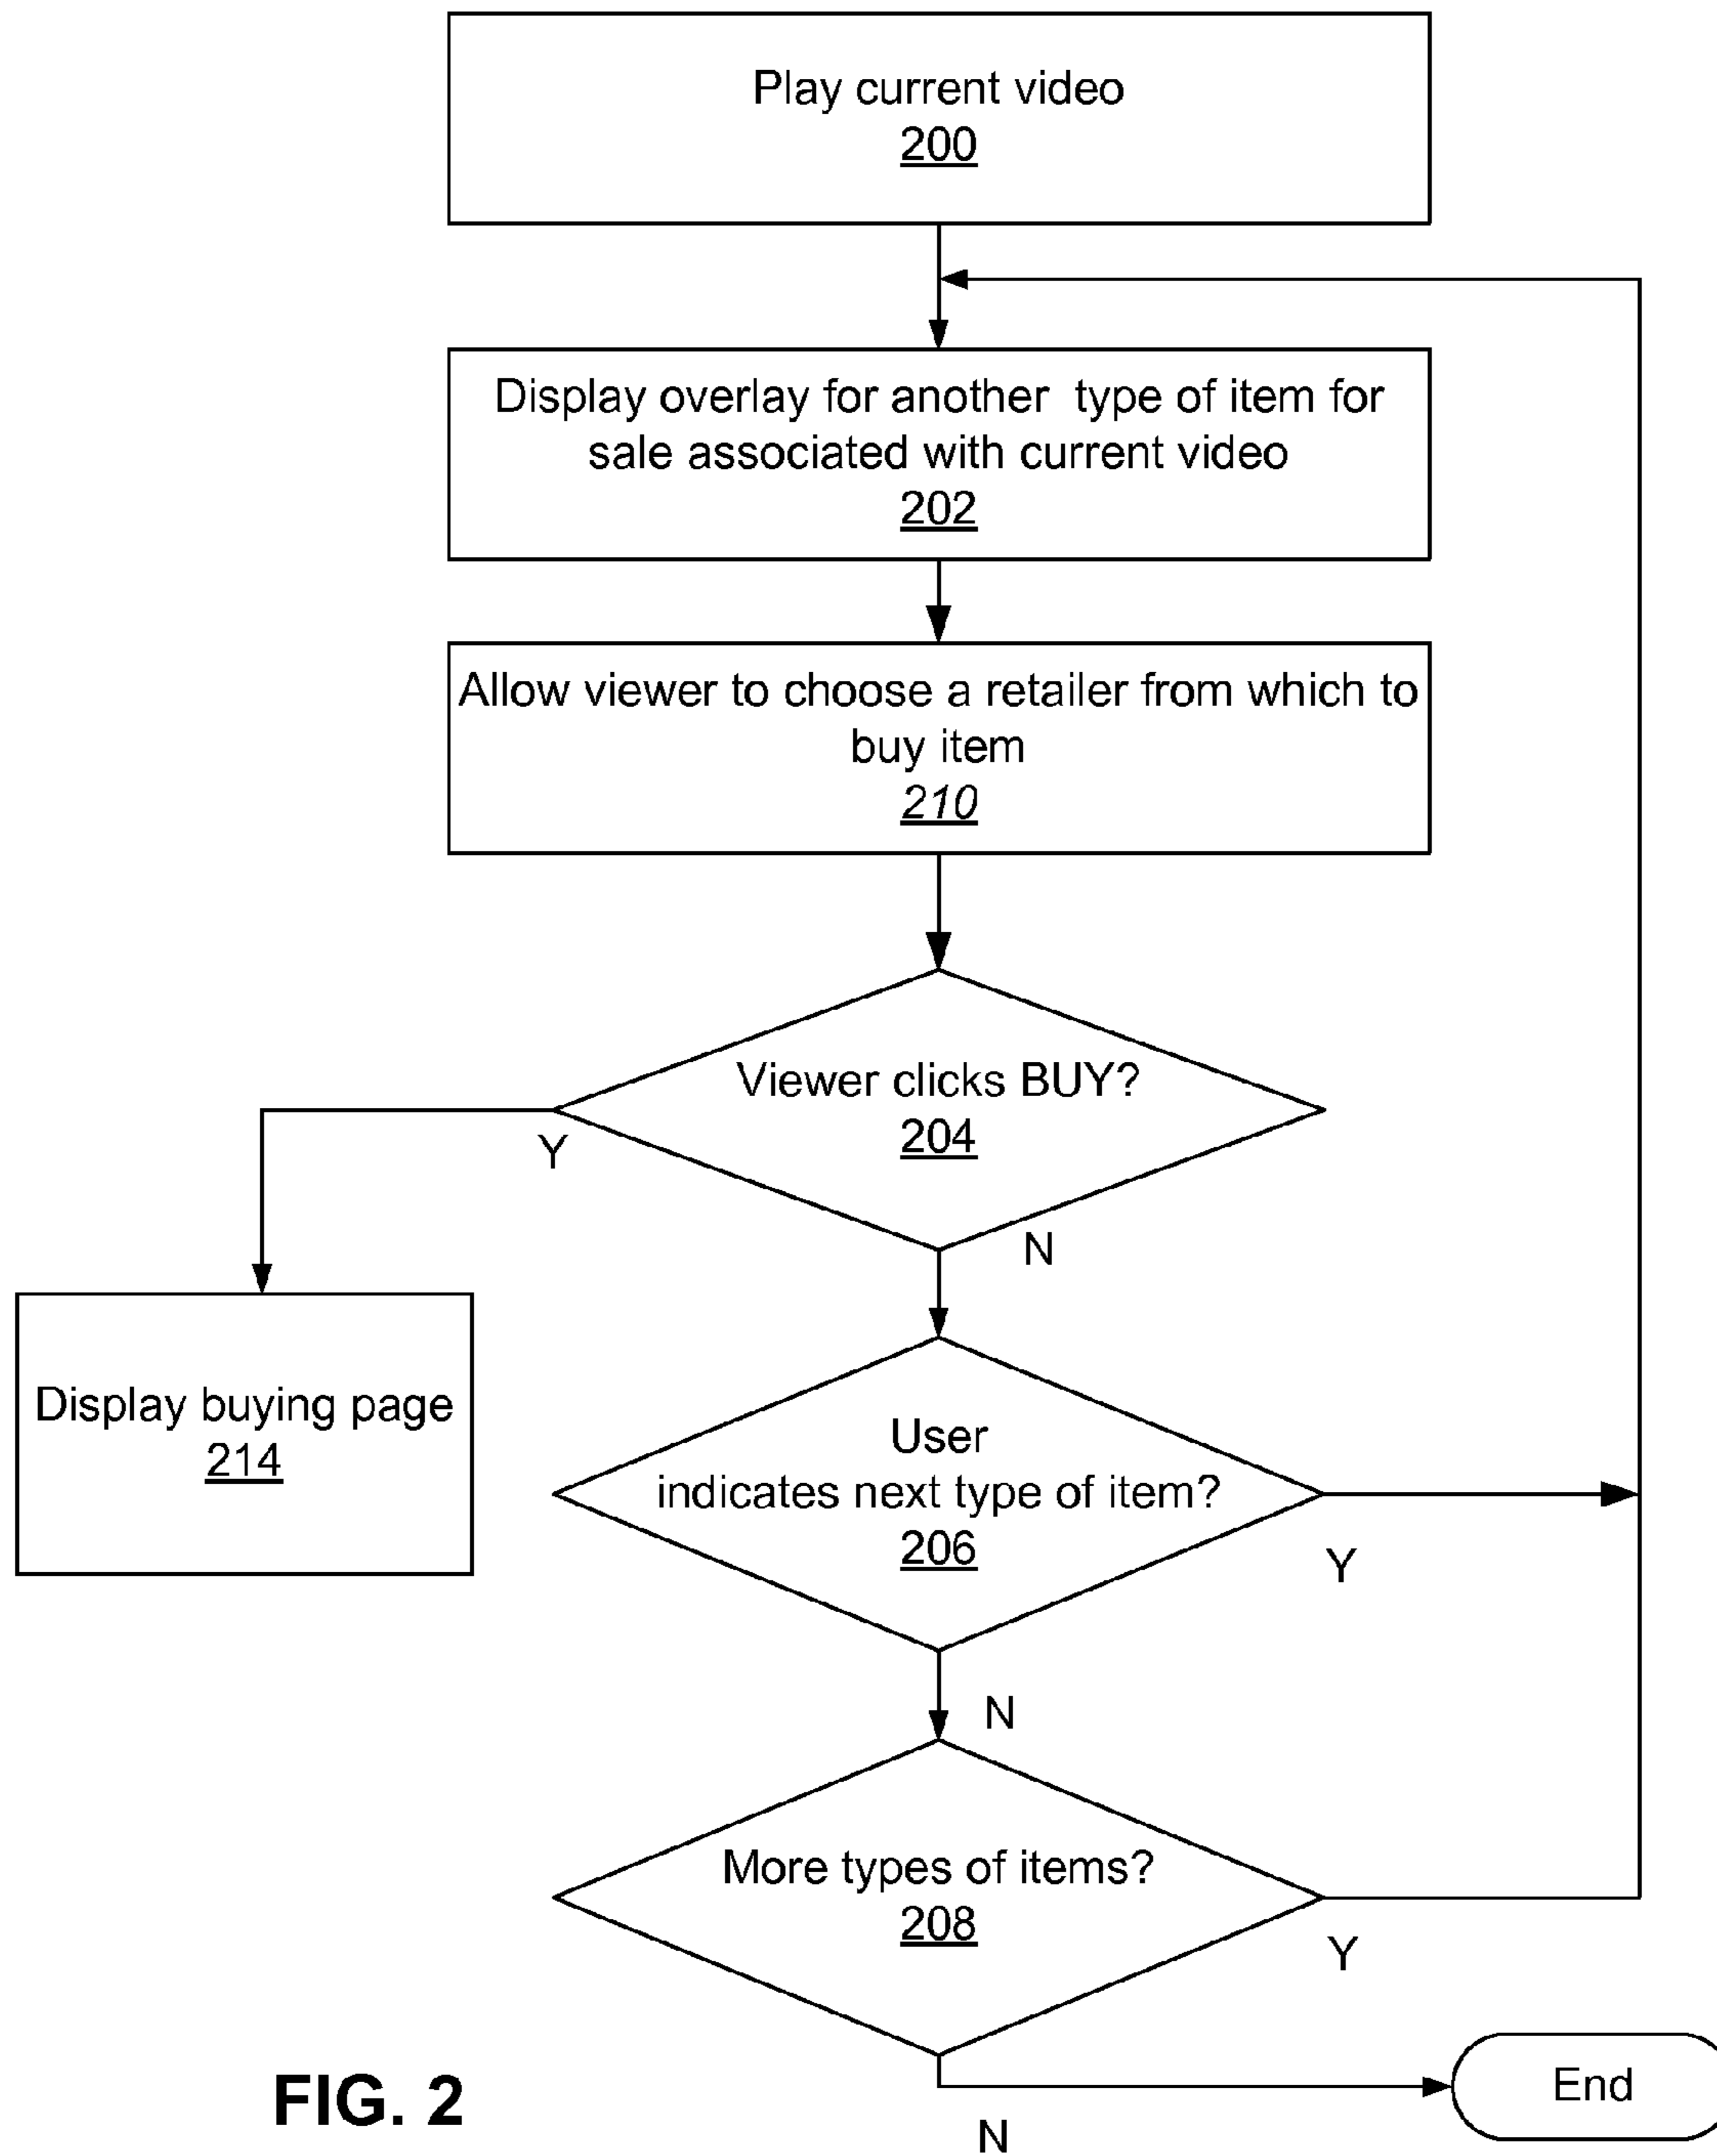 Play current video
200
Display overlay for another type of item for
sale associated with current video
202
Allow viewer to choose a retailer from which to
buy item
210
Viewer clicks BUY?
204
Y
N
Display buying page
214
User
indicates next type of item?
206
Y
N
More types of items?
208
Y
End
FIG. 2
N